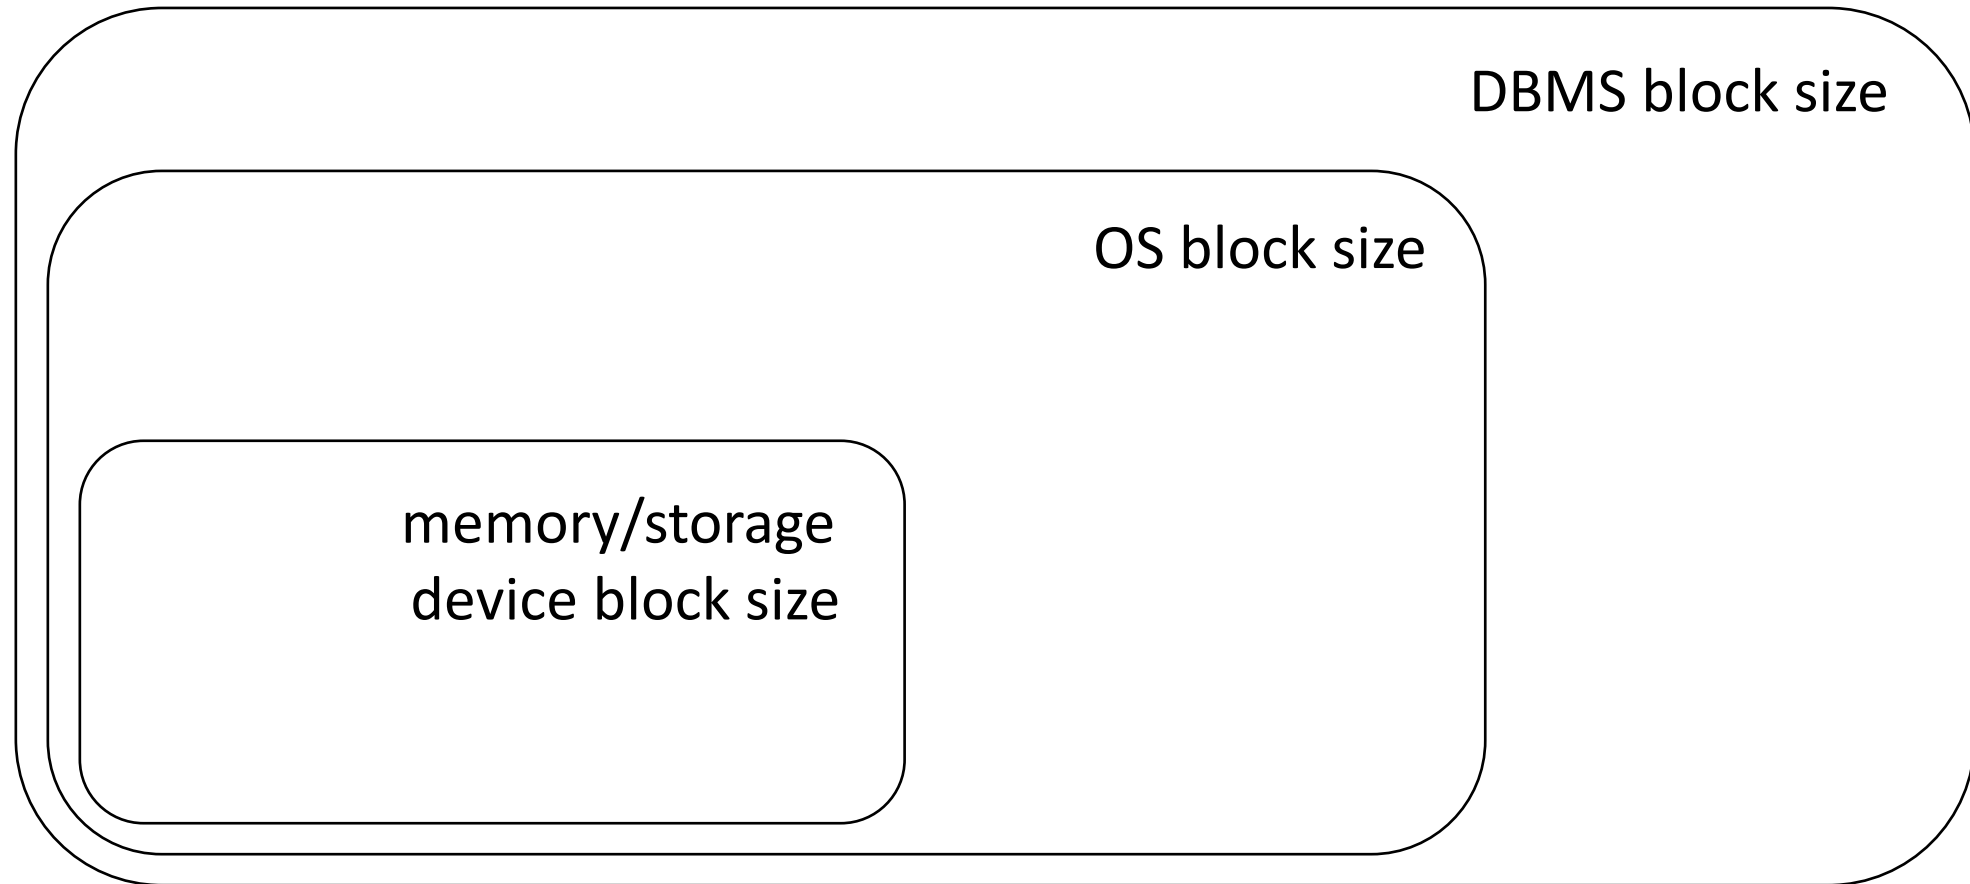 DBMS block size
OS block size
memory/storage
device block size